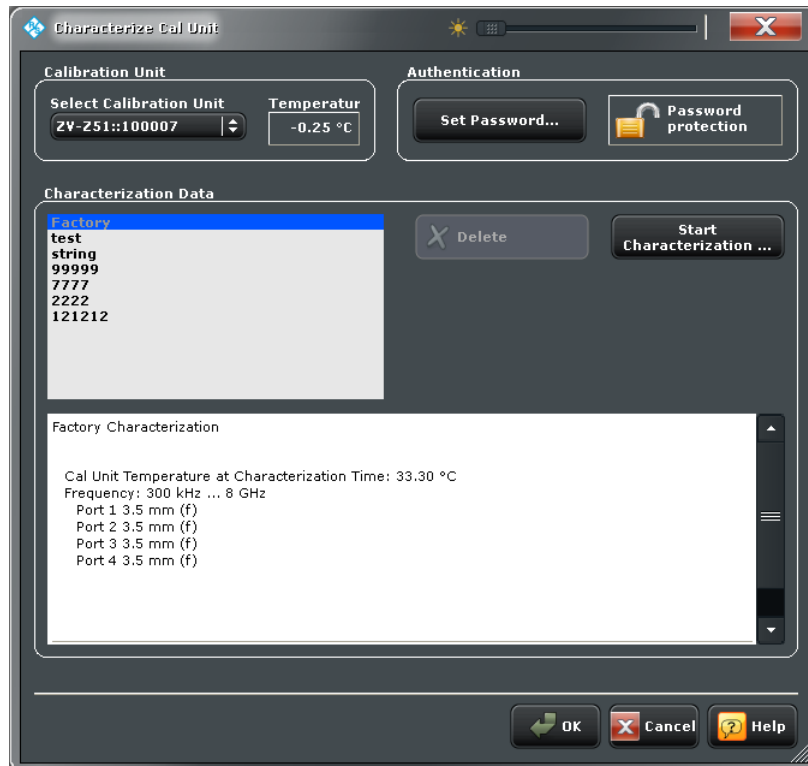 Characterize Cal Unit
Calibration Unit
Authentication
Select Calibration Unit
Temperatur
ZV-Z51::100007
-0.25 °C
Set Password...
Password
protection
Characterization Data
Factory
test
string
99999
7777
2222
121212
Delete
Start
Characterization ...
Factory Characterization
Cal Unit Temperature at Characterization Time: 33.30 °C
Frequency: 300 kHz ... 8 GHz
Port 1 3.5 mm (f)
Port 2 3.5 mm (f)
Port 3 3.5 mm (f)
Port 4 3.5 mm (f)
OK
Cancel
Help